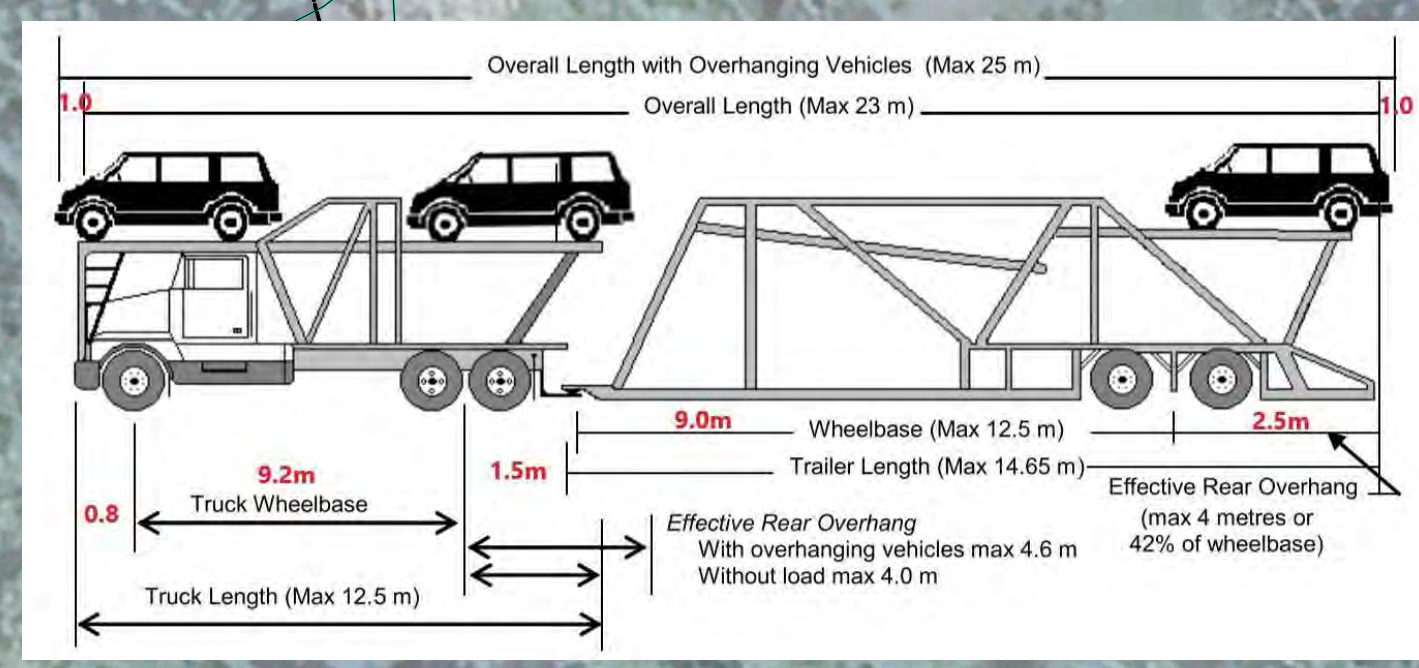 Overall Length with Overhanging Vehicles (Max 25 m)
1.0
Overall Length (Max 23 m)
1.0
9.0m
Wheelbase (Max 12.5 m)
2.5m
9.2m
1.5m
Trailer Length (Max 14.65 m)
0.8
Truck Wheelbase
Effective Rear Overhang
(max 4 metres or
42% of wheelbase)
Effective Rear Overhang
With overhanging vehicles max 4.6 m
Without load max 4.0 m
Truck Length (Max 12.5 m)